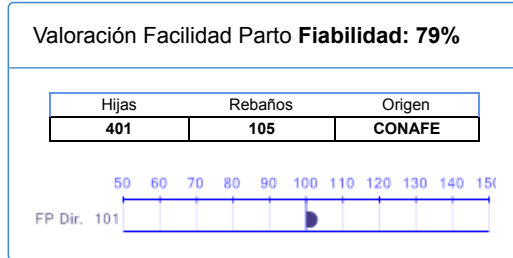 Valoración Facilidad Parto Fiabilidad: 79%
Hijas Rebaños Origen
401 105 CONAFE
50 60 70 80 90 100 110 120 130 140 150
FP Dir. 101